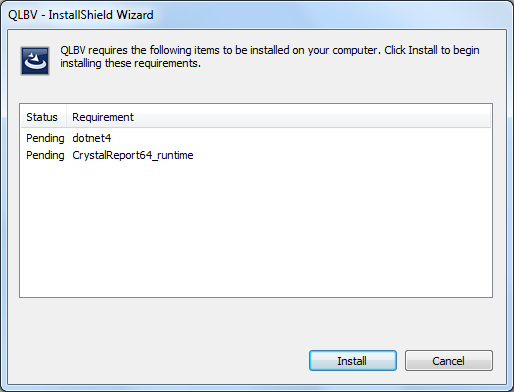 QLBV - InstallShield Wizard
QLBV requires the following items to be installed on your computer. Click Install to begin
installing these requirements.
Status Requirement
Pending dotnet4
Pending CrystalReport64_runtime
Install Cancel